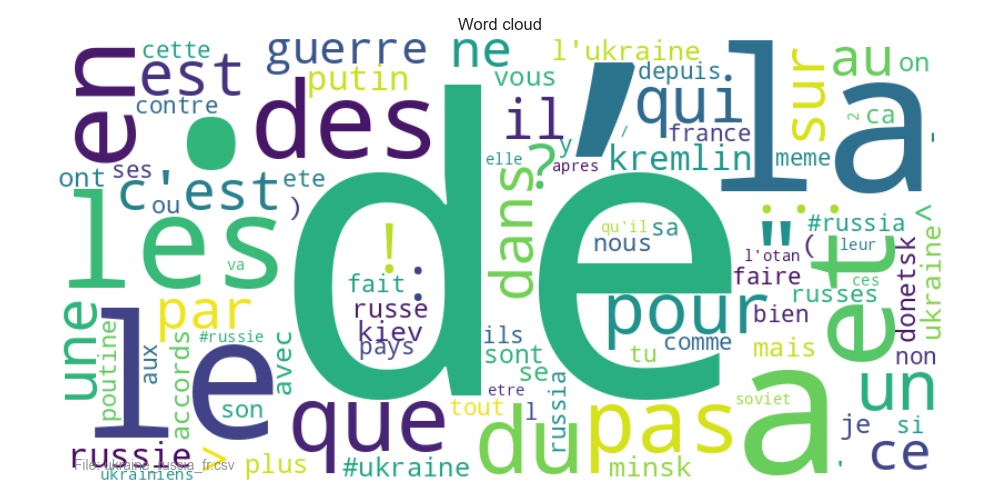 Word cloud
cette
est
guerre
putin
ne
vous
l'ukraine
depuis
qui
sur
au
on
en
contre
des
il
y
'
/
france
la
2
ca
-
ont
ses
c'est
ou
ete
)
.
elle
?
apres
kremlin
meme
les
de
dans
qu'il
sa
nous
...
"
l'otan
(
#russia
leur
et
ukraine^
va
!
:
fait
russe
kiev
pays
faire
russes
ces
donetsk
une
par
le
poutine
aux
accords
#russie
avec
son
ils
sont
se
pour
tu
comme
bien
mais
non
que
etre
tout
l
russia
du
pas
minsk
a
soviet
un
je
si
ce
'
russie
>
plus
#ukraine
ukrainiens
File: ukraine_russia_fr.csv